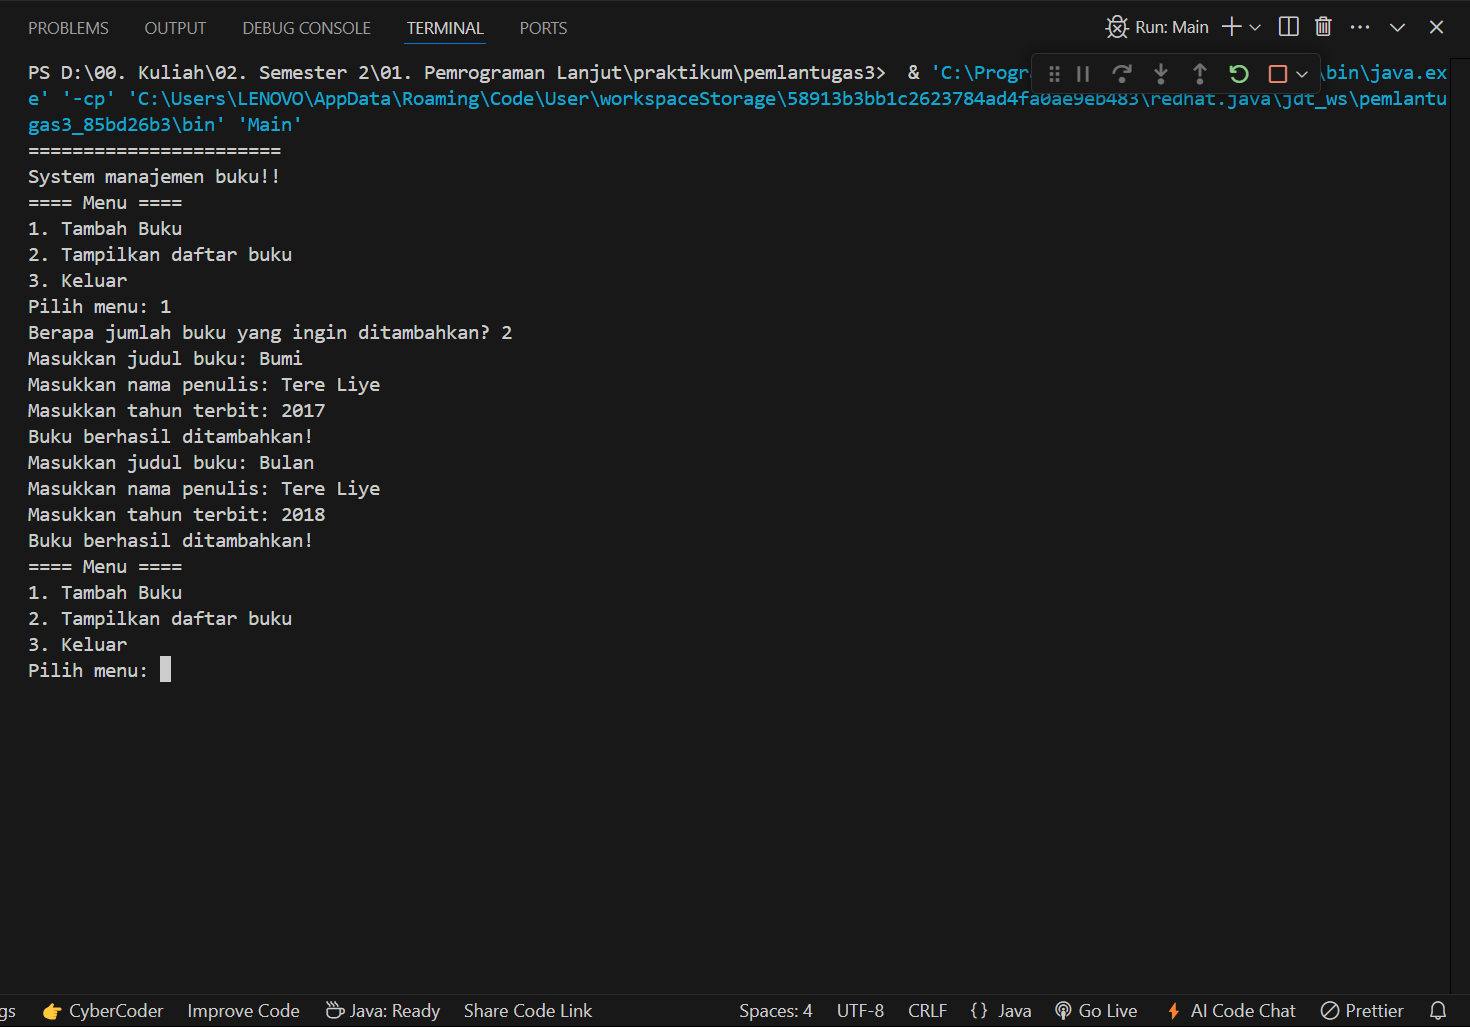 PROBLEMS OUTPUT DEBUG CONSOLE TERMINAL PORTS Run: Main
PS D:\00. Kuliah\02. Semester 2\01. Pemrograman Lanjut\praktikum\pemlantugas3> & 'C:\Progr \bin\java.ex
e' '-cp' 'C:\Users\LENOVO\AppData\Roaming\Code\User\workspaceStorage\58913b3bb1c2623784ad4fa0ae9eb483\redhat.java\jdt_ws\pemlantu
gas3_85bd26b3\bin' 'Main'
=======================
System manajemen buku!!
==== Menu ====
1. Tambah Buku
2. Tampilkan daftar buku
3. Keluar
Pilih menu: 1
Berapa jumlah buku yang ingin ditambahkan? 2
Masukkan judul buku: Bumi
Masukkan nama penulis: Tere Liye
Masukkan tahun terbit: 2017
Buku berhasil ditambahkan!
Masukkan judul buku: Bulan
Masukkan nama penulis: Tere Liye
Masukkan tahun terbit: 2018
Buku berhasil ditambahkan!
==== Menu ====
1. Tambah Buku
2. Tampilkan daftar buku
3. Keluar
Pilih menu:
gs CyberCoder Improve Code Java: Ready Share Code Link Spaces: 4 UTF-8 CRLF {} Java Go Live AI Code Chat Prettier